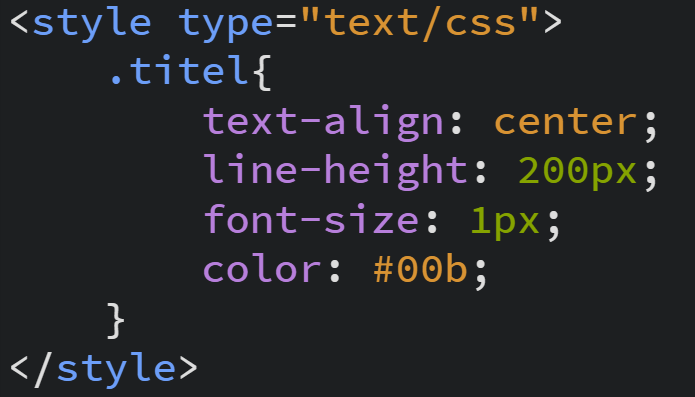 <style type="text/css">
    .titel{
        text-align: center;
        line-height: 200px;
        font-size: 1px;
        color: #00b;
    }
</style>